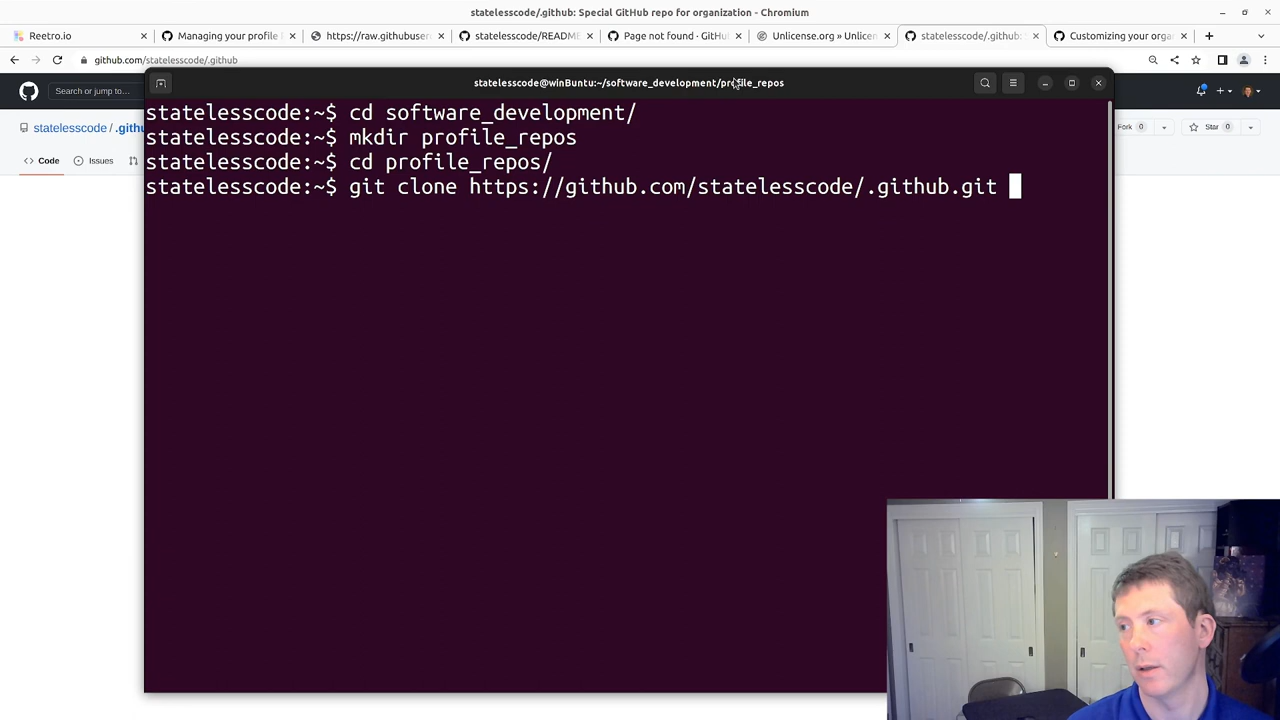 statelesscode/.github: Special GitHub repo for organization - Chromium
Reetro.io
Managing your profile
https://raw.githubuser
statelesscode/README
Page not found · GitHu
Unlicense.org » Unlicen
statelesscode/.github:
Customizing your orga
github.com/statelesscode/.github
statelesscode@winBuntu:~/software_development/profile_repos
Search or jump to...
statelesscode / .gith
Fork 0
Star 0
Code
Issues
statelesscode:~$ cd software_development/
statelesscode:~$ mkdir profile_repos
statelesscode:~$ cd profile_repos/
statelesscode:~$ git clone https://github.com/statelesscode/.github.git